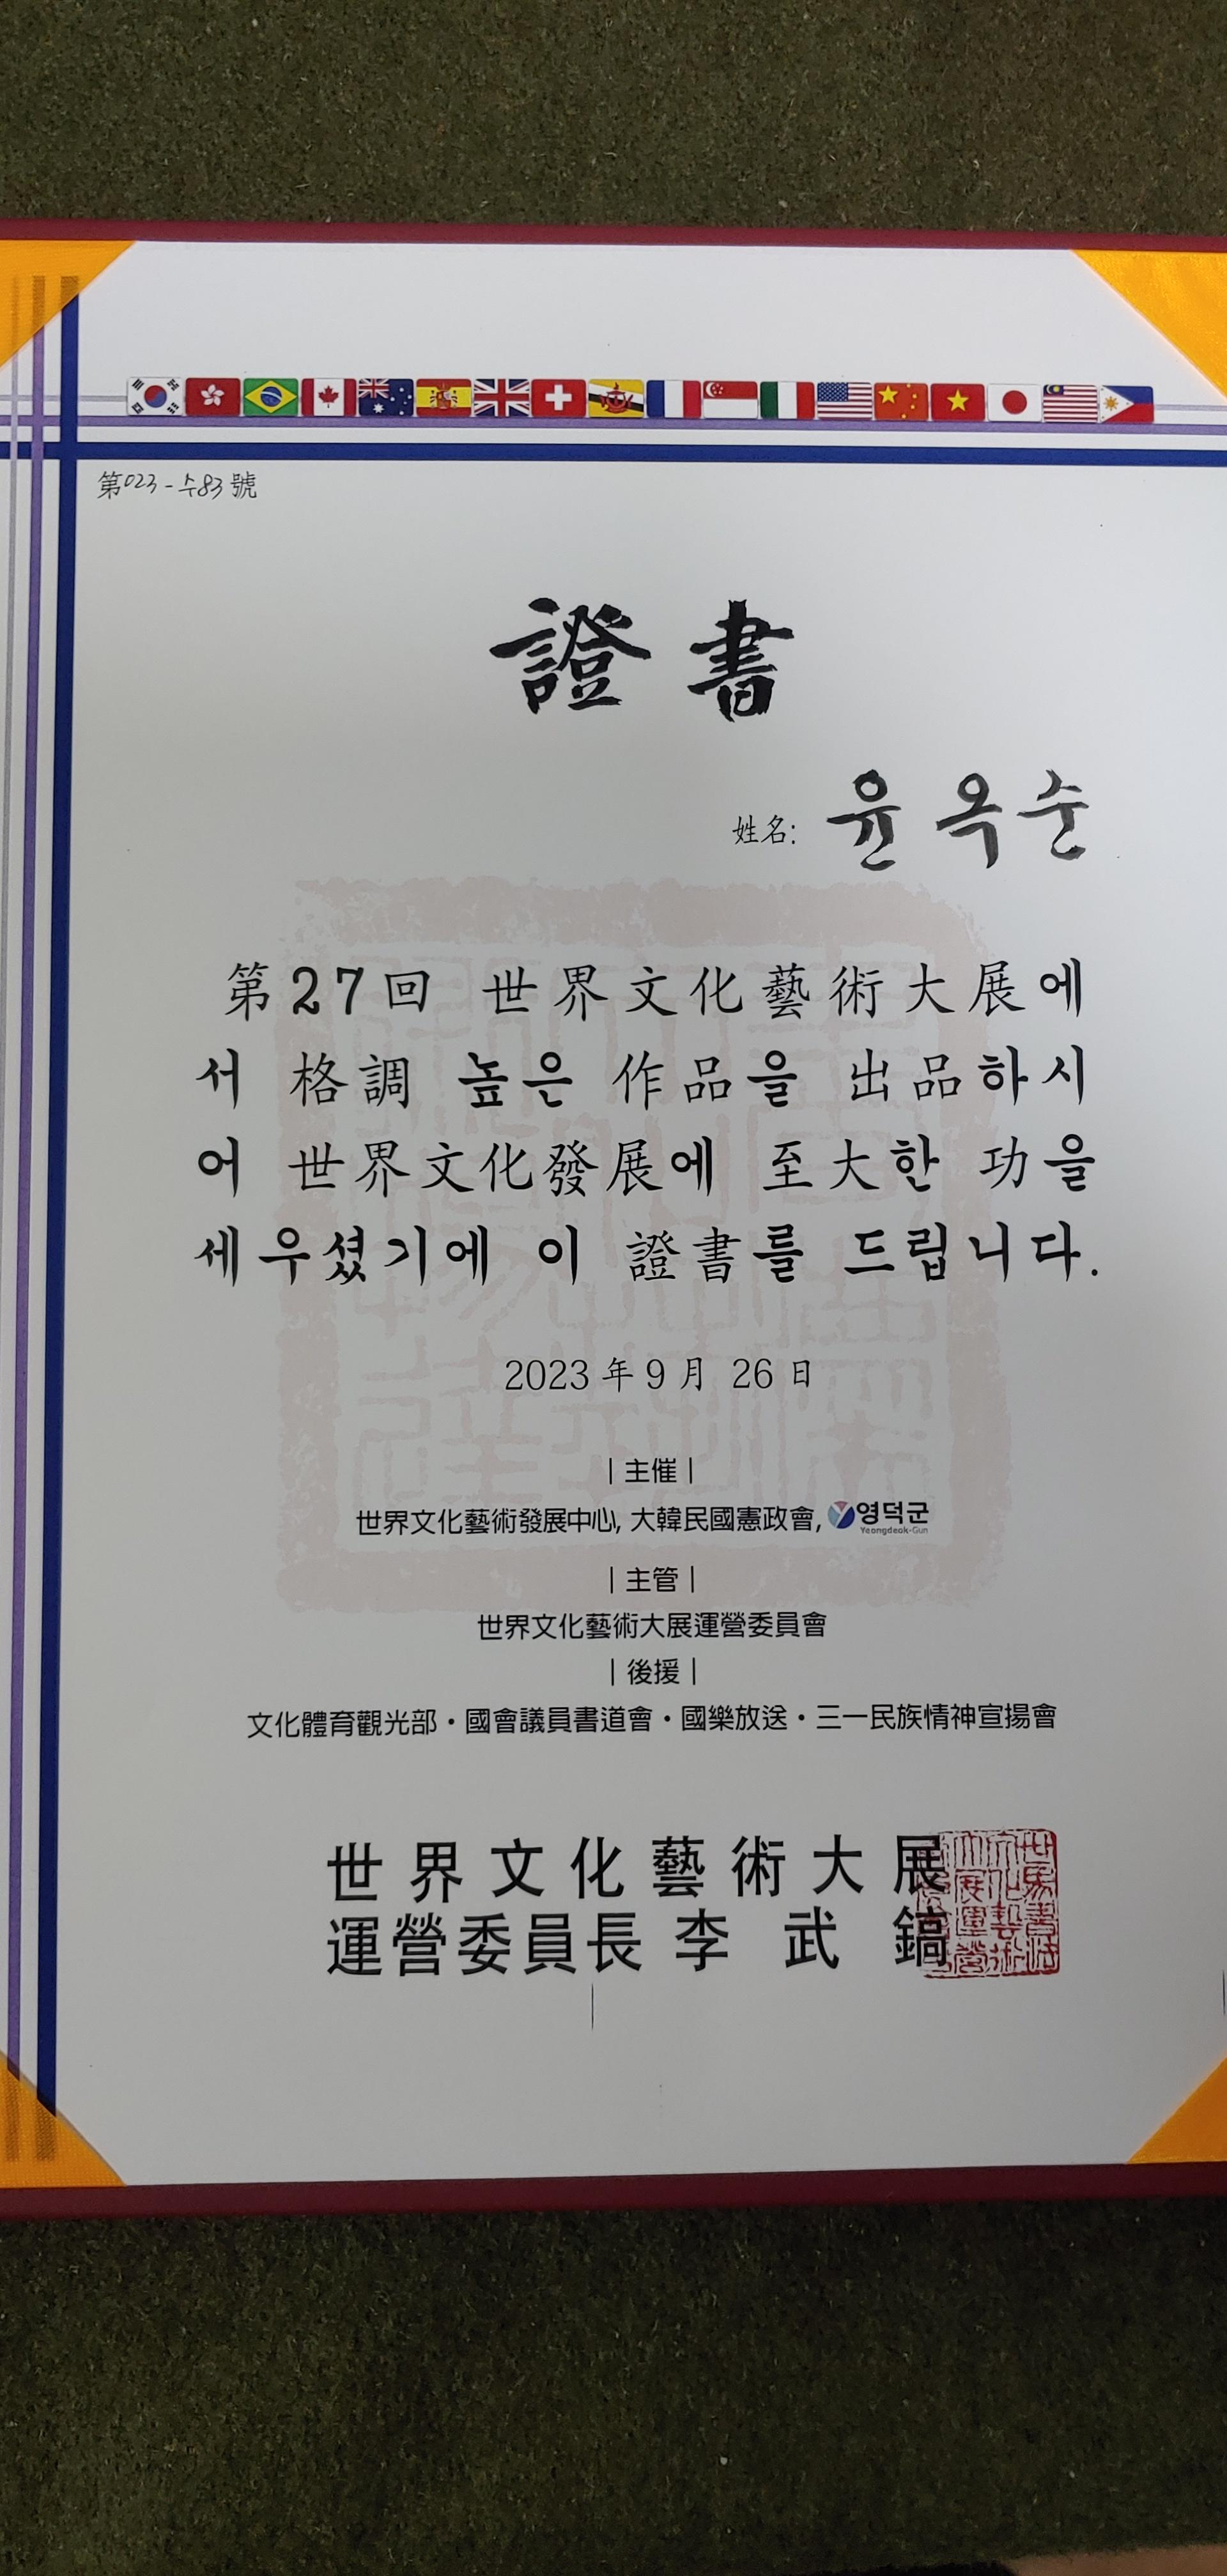 第023-수83號
證書
姓名: 윤옥순
第27回 世界文化藝術大展에
서 格調 높은 作品을 出品하시
어 世界文化發展에 至大한 功을
세우셨기에 이 證書를 드립니다.
2023年 9月 26日
| 主催 |
世界文化藝術發展中心, 大韓民國憲政會, 영덕군
Yeongdeok-Gun
| 主管 |
世界文化藝術大展運營委員會
| 後援 |
文化體育觀光部・國會議員書道會・國樂放送・三一民族情神宣揚會
世界文化藝術大展
運營委員長 李武鎬